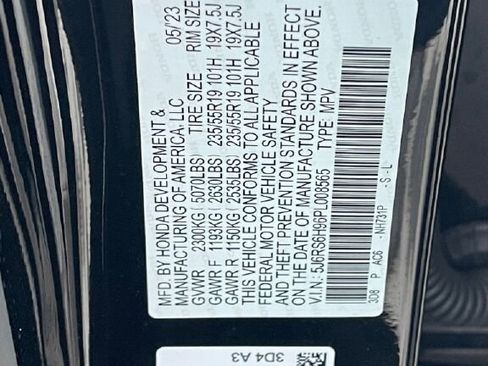 MFD. BY HONDA DEVELOPMENT & 05/23
MANUFACTURING OF AMERICA, LLC
TIRE SIZE RIM SIZE
GVWR 2300KG( 5070LBS)
GAWR F 1193KG( 2630LBS) 235/55R19 101H 19X7.5J
GAWR R 1150KG( 2535LBS) 235/55R19 101H 19X7.5J
THIS VEHICLE CONFORMS TO ALL APPLICABLE
FEDERAL MOTOR VEHICLE SAFETY
AND THEFT PREVENTION STANDARDS IN EFFECT
ON THE DATE OF MANUFACTURE SHOWN ABOVE.
V.I.N.: 5J6RS6H96PL008565 TYPE: MPV
3D8 P AC6 -NH731P -S -L
3D4 A3